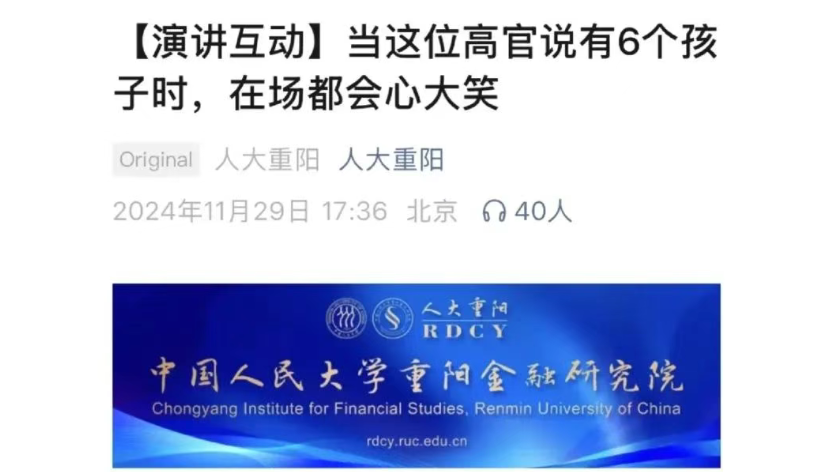 【演讲互动】当这位高官说有6个孩
子时，在场都会心大笑
Original 人大重阳 人大重阳
2024年11月29日 17:36 北京 40人
人大重阳
RDCY
中国人民大学重阳金融研究院
Chongyang Institute for Financial Studies, Renmin University of China
rdcy.ruc.edu.cn